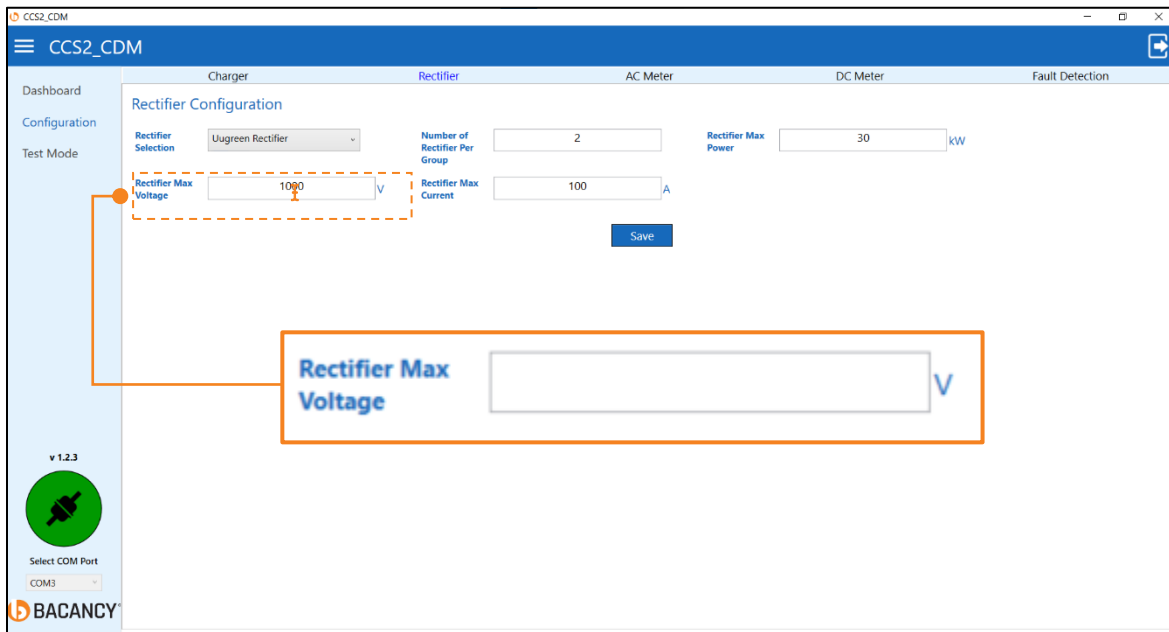 CCS2_CDM
CCS2_CDM
Charger Rectifier AC Meter DC Meter Fault Detection
Dashboard
Configuration
Test Mode
Rectifier Configuration
Rectifier
Selection
Uugreen Rectifier
Number of
Rectifier Per
Group
2
Rectifier Max
Power
30 kW
Rectifier Max
Voltage
1000 V
Rectifier Max
Current
100 A
Save
Rectifier Max
Voltage
V
v 1.2.3
Select COM Port
COM3
BACANCY